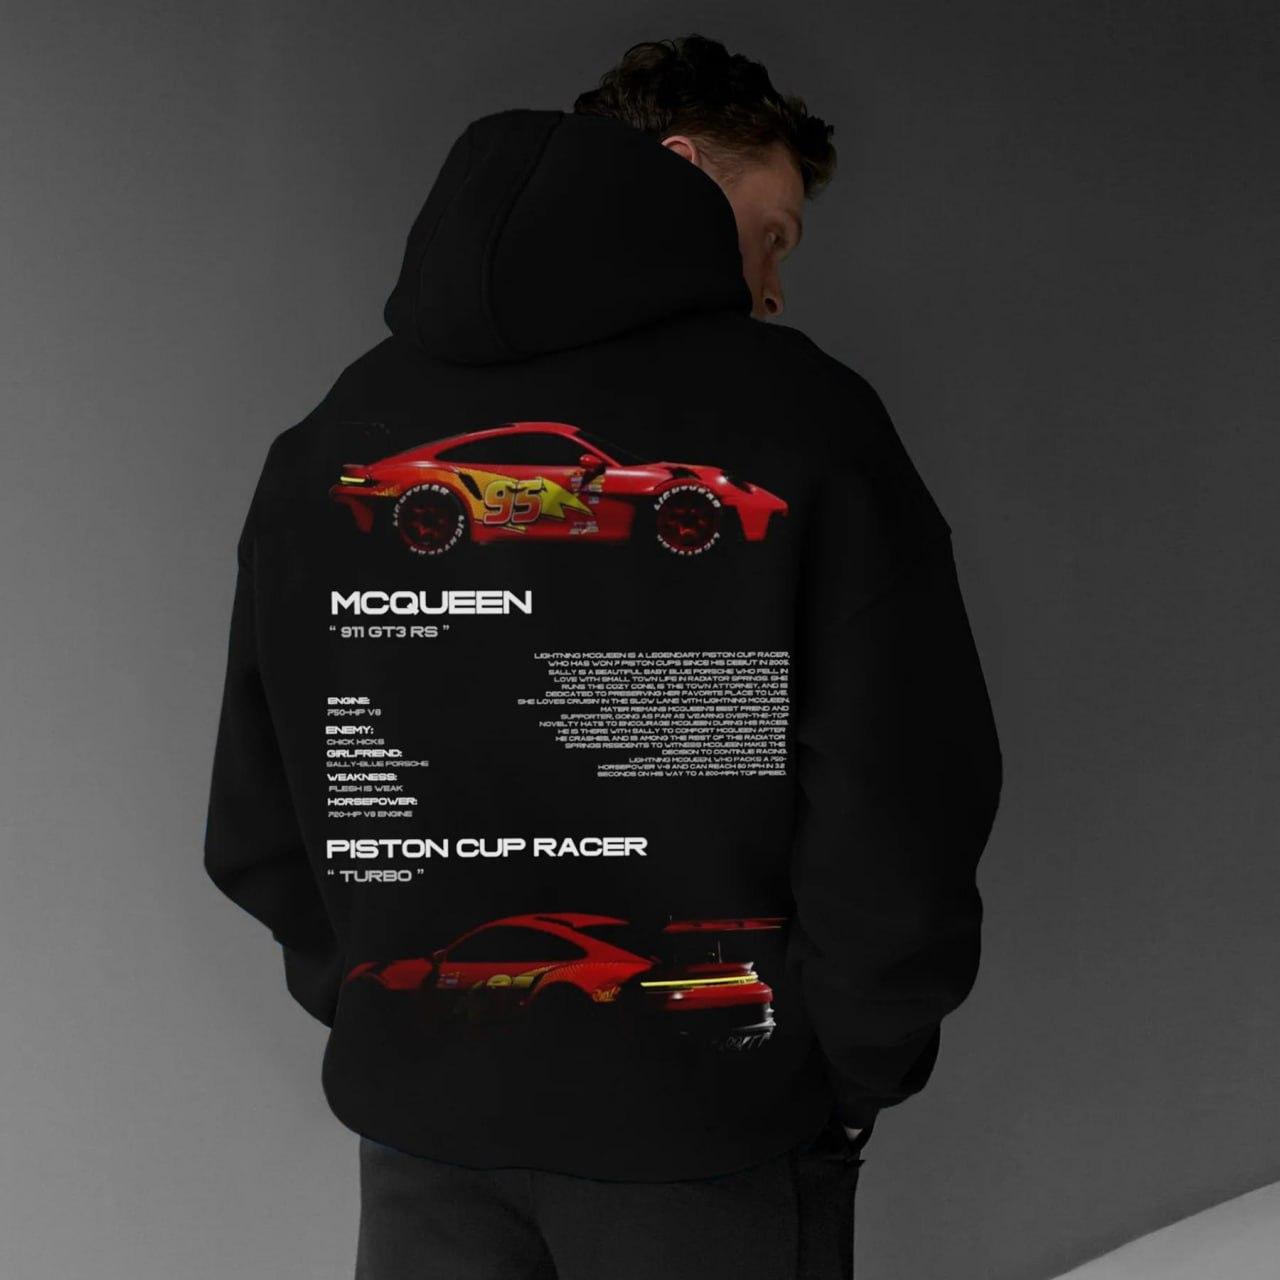 LIGHTYEAR
LIGHTYEAR
95
LIGHTYEAR
LIGHTYEAR
MCQUEEN
“ 911 GT3 RS ”
LIGHTNING MCQUEEN IS A LEGENDARY PISTON CUP RACER,
WHO HAS WON 7 PISTON CUPS SINCE HIS DEBUT IN 2005.
SALLY IS A BEAUTIFUL BABY BLUE PORSCHE WHO FELL IN
LOVE WITH SMALL TOWN LIFE IN RADIATOR SPRINGS. SHE
RUNS THE COZY CONE, IS THE TOWN ATTORNEY, AND IS
DEDICATED TO PRESERVING HER FAVORITE PLACE TO LIVE.
SHE LOVES CRUISIN' IN THE SLOW LANE WITH LIGHTNING MCQUEEN.
MATER REMAINS MCQUEEN'S BEST FRIEND AND
SUPPORTER, GOING AS FAR AS WEARING OVER-THE-TOP
NOVELTY HATS TO ENCOURAGE MCQUEEN DURING HIS RACES.
HE IS THERE WITH SALLY TO COMFORT MCQUEEN AFTER
HE CRASHES, AND IS AMONG THE REST OF THE RADIATOR
SPRINGS RESIDENTS TO WITNESS MCQUEEN MAKE THE
DECISION TO CONTINUE RACING.
LIGHTNING MCQUEEN, WHO PACKS A 750-
HORSEPOWER V-8 AND CAN REACH 60 MPH IN 3.2
SECONDS ON HIS WAY TO A 200-MPH TOP SPEED.
ENGINE:
750-HP V8
ENEMY:
CHICK HICKS
GIRLFRIEND:
SALLY-BLUE PORSCHE
WEAKNESS:
FLESH IS WEAK
HORSEPOWER:
720-HP V8 ENGINE
PISTON CUP RACER
“ TURBO ”